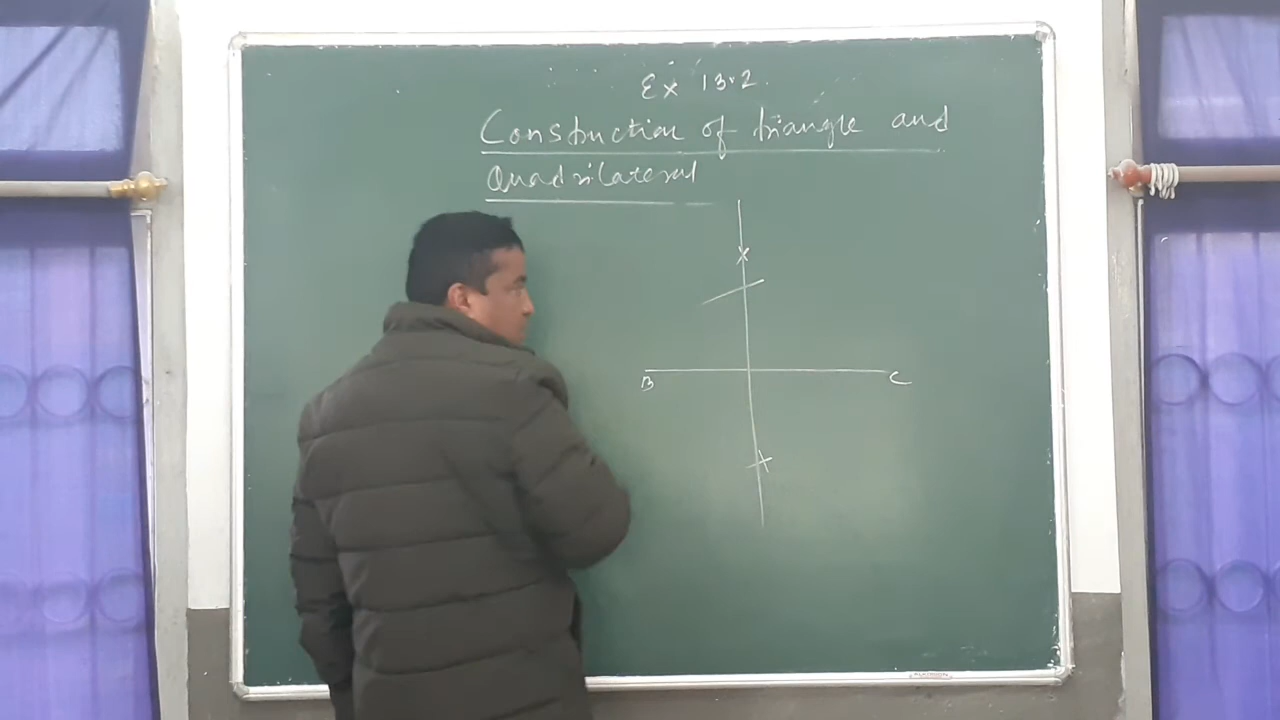 Ex 13.2
Construction of triangle and
Quadrilateral
B
C